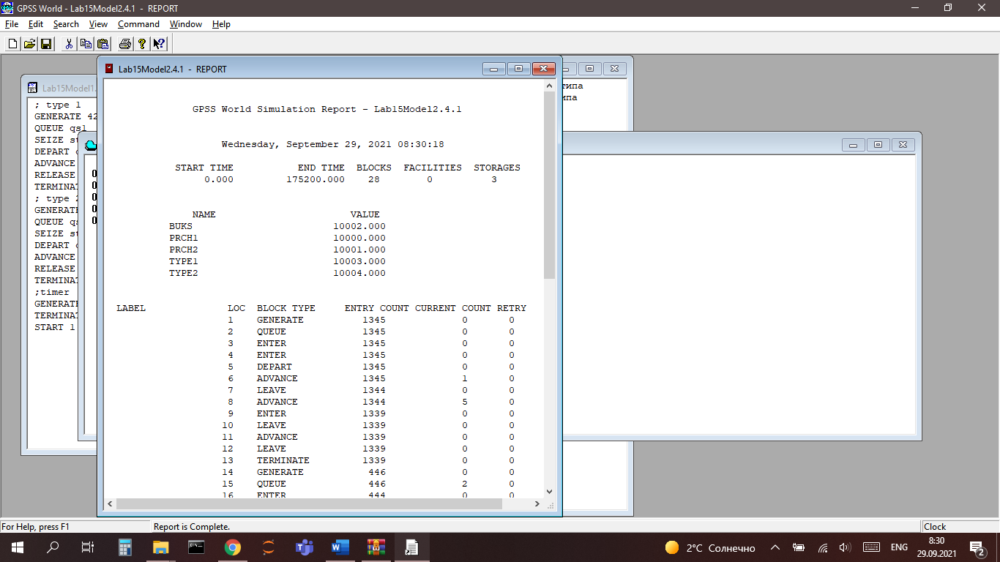 GPSS World - Lab15Model2.4.1 - REPORT
File Edit Search View Command Window Help
Lab15Model1.
; type 1
GENERATE 42
QUEUE qs1
SEIZE st
DEPART
ADVANCE
RELEASE
TERMINAT
; type 2
GENERATE
QUEUE qs
SEIZE st
DEPART
ADVANCE
RELEASE
TERMINAT
;timer
GENERATE
TERMINAT
START 1
0
0
0
0
0
типа
ипа
Lab15Model2.4.1 - REPORT
GPSS World Simulation Report - Lab15Model2.4.1
Wednesday, September 29, 2021 08:30:18
START TIME END TIME BLOCKS FACILITIES STORAGES
0.000 175200.000 28 0 3
NAME VALUE
BUKS 10002.000
PRCH1 10000.000
PRCH2 10001.000
TYPE1 10003.000
TYPE2 10004.000
LABEL LOC BLOCK TYPE ENTRY COUNT CURRENT COUNT RETRY
1 GENERATE 1345 0 0
2 QUEUE 1345 0 0
3 ENTER 1345 0 0
4 ENTER 1345 0 0
5 DEPART 1345 0 0
6 ADVANCE 1345 1 0
7 LEAVE 1344 0 0
8 ADVANCE 1344 5 0
9 ENTER 1339 0 0
10 LEAVE 1339 0 0
11 ADVANCE 1339 0 0
12 LEAVE 1339 0 0
13 TERMINATE 1339 0 0
14 GENERATE 446 0 0
15 QUEUE 446 2 0
16 ENTER 444 0 0
For Help, press F1 Report is Complete. Clock
2°C Солнечно ENG 8:30
29.09.2021
2